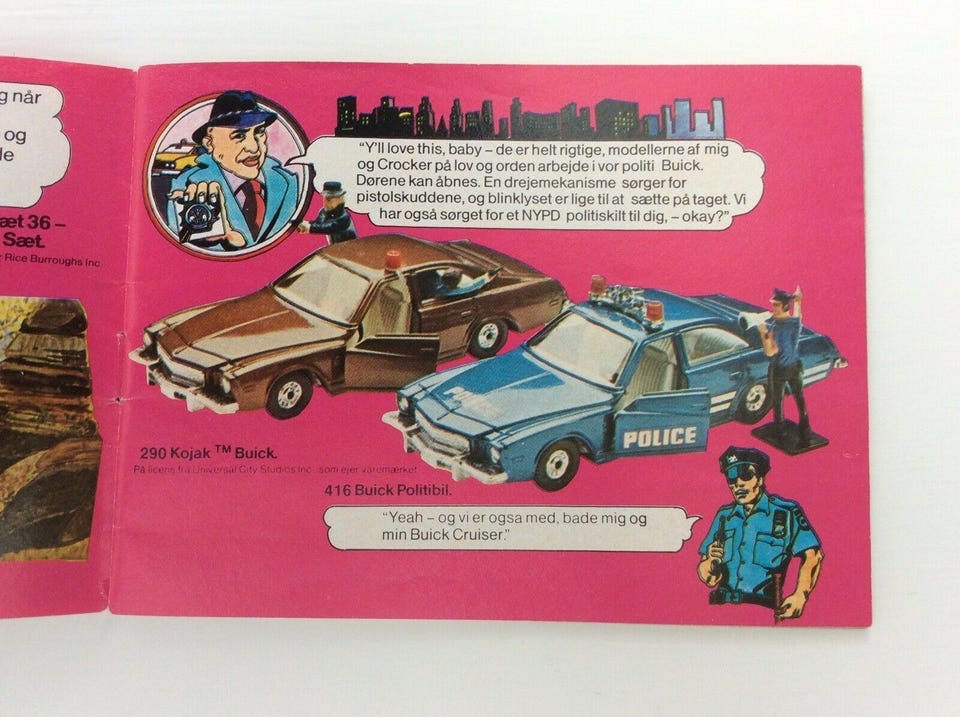 g når
og
de
æt 36 –
Sæt.
Rice Burroughs Inc.
“Y'll love this, baby – de er helt rigtige, modellerne af mig
og Crocker på lov og orden arbejde i vor politi Buick.
Dørene kan åbnes. En drejemekanisme sørger for
pistolskuddene, og blinklyset er lige til at sætte på taget. Vi
har også sørget for et NYPD politiskilt til dig, – okay?”
POLICE
290 Kojak ™ Buick.
På licens fra Universal City Studios Inc. som ejer varemærket
416 Buick Politibil.
“Yeah – og vi er ogsa med, bade mig og
min Buick Cruiser.”